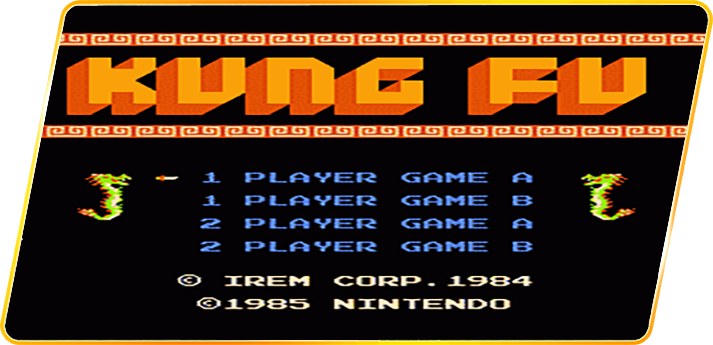 KUNG FU
1 PLAYER GAME A
1 PLAYER GAME B
2 PLAYER GAME A
2 PLAYER GAME B
© IREM CORP.1984
©1985 NINTENDO